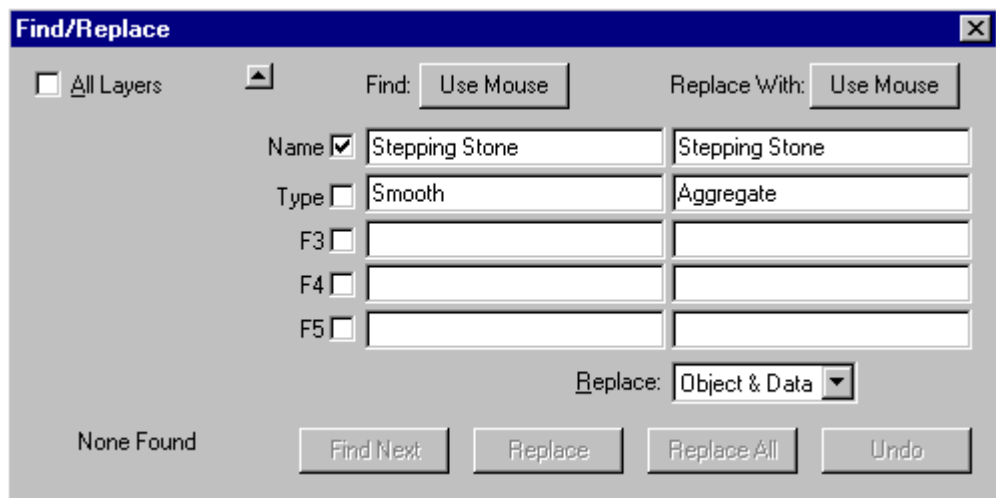 Find/Replace
All Layers Find: Use Mouse Replace With: Use Mouse
Name Stepping Stone Stepping Stone
Type Smooth Aggregate
F3
F4
F5
Replace: Object & Data
None Found Find Next Replace Replace All Undo